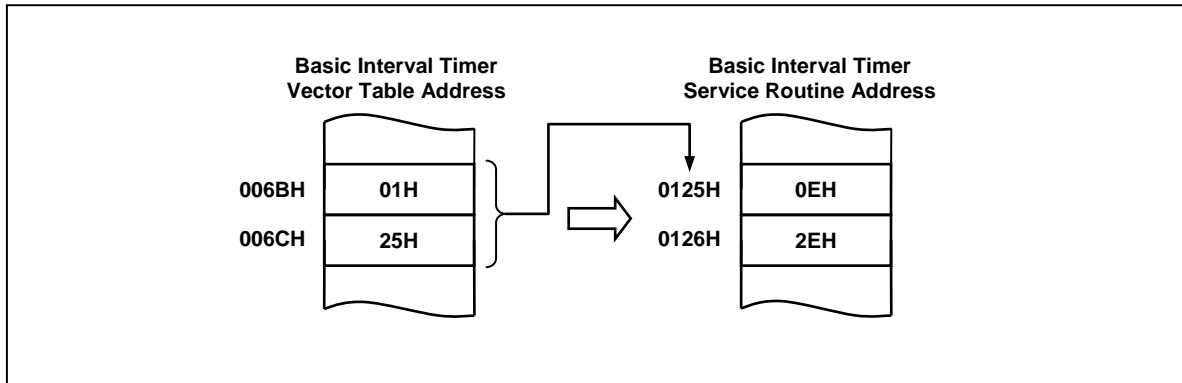 Basic Interval Timer
Vector Table Address
Basic Interval Timer
Service Routine Address
006BH
01H
006CH
25H
0125H
0EH
0126H
2EH